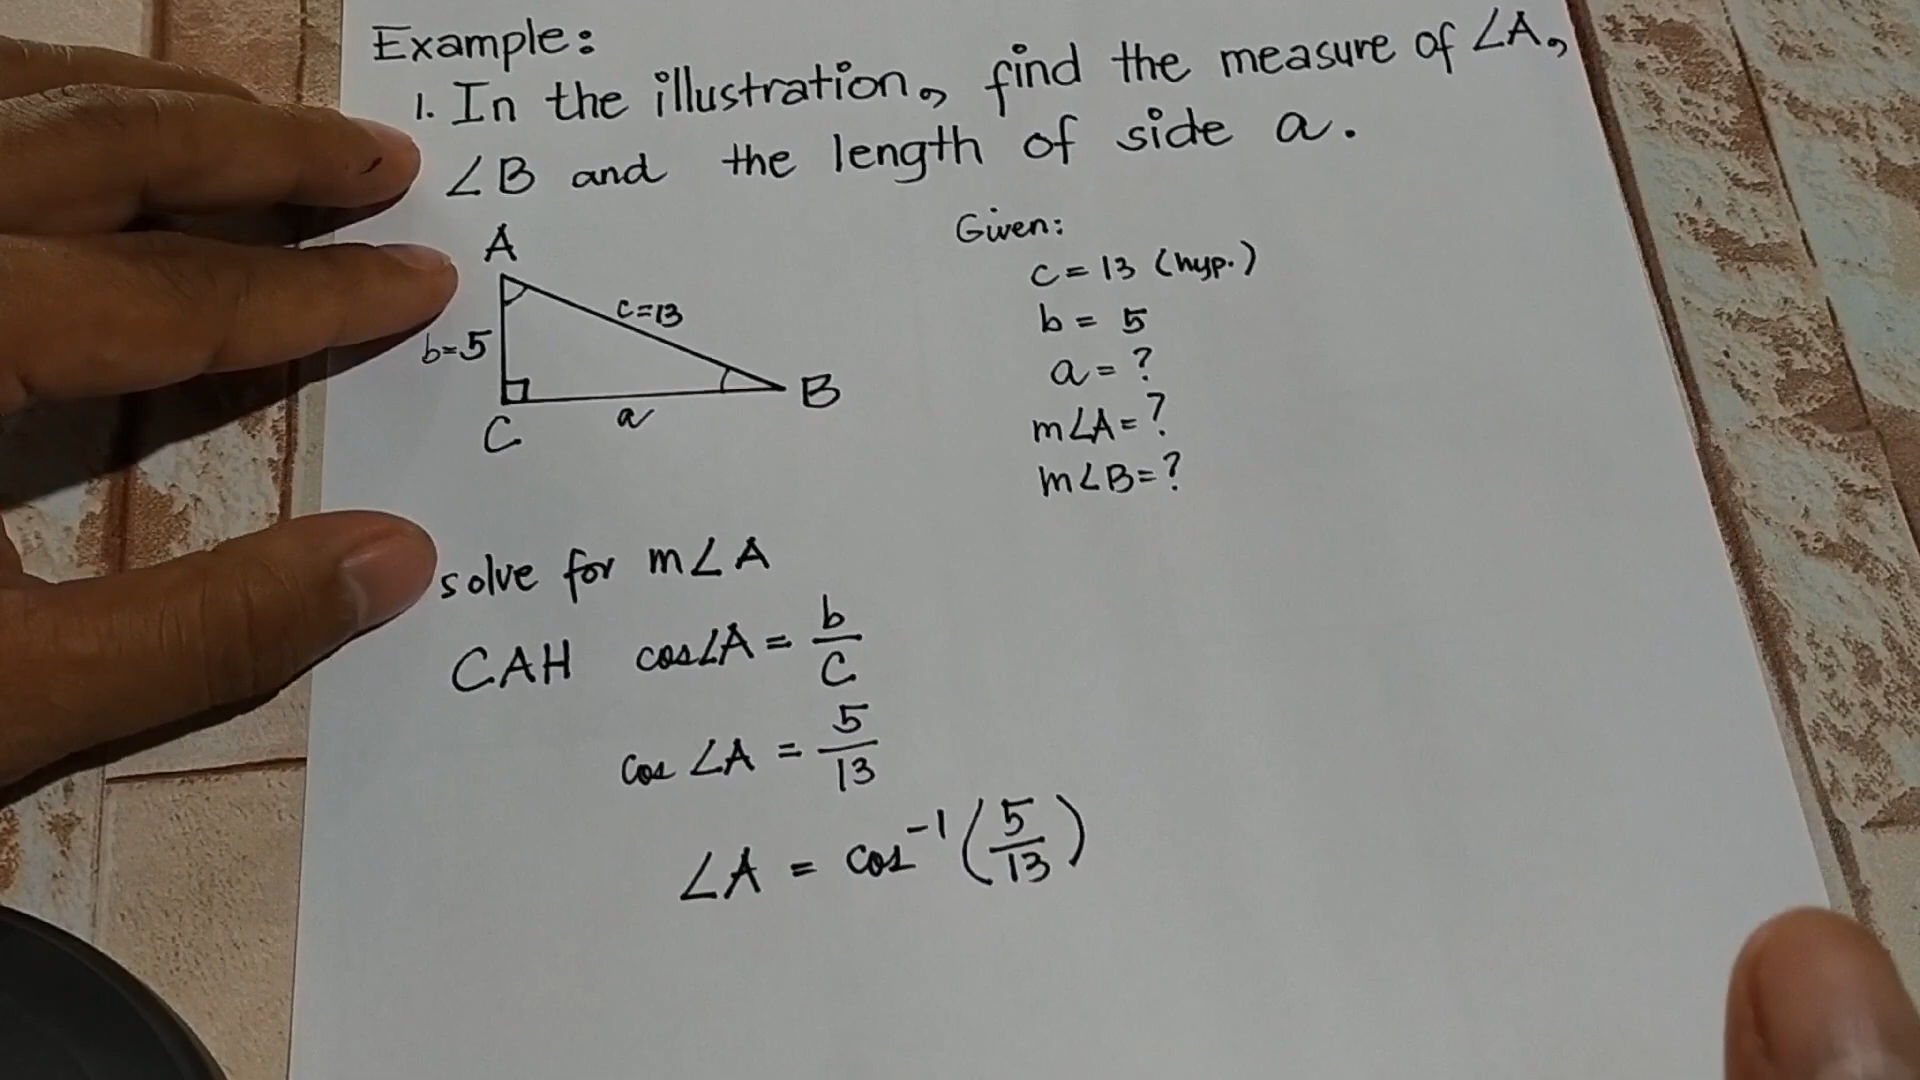 Example:
1. In the illustration, find the measure of ∠A,
∠B and the length of side a.
A
c=13
b=5
B
C
a
Given:
c = 13 (hyp.)
b = 5
a = ?
m∠A = ?
m∠B = ?
solve for m∠A
CAH cos∠A = b/c
cos ∠A = 5/13
∠A = cos⁻¹(5/13)